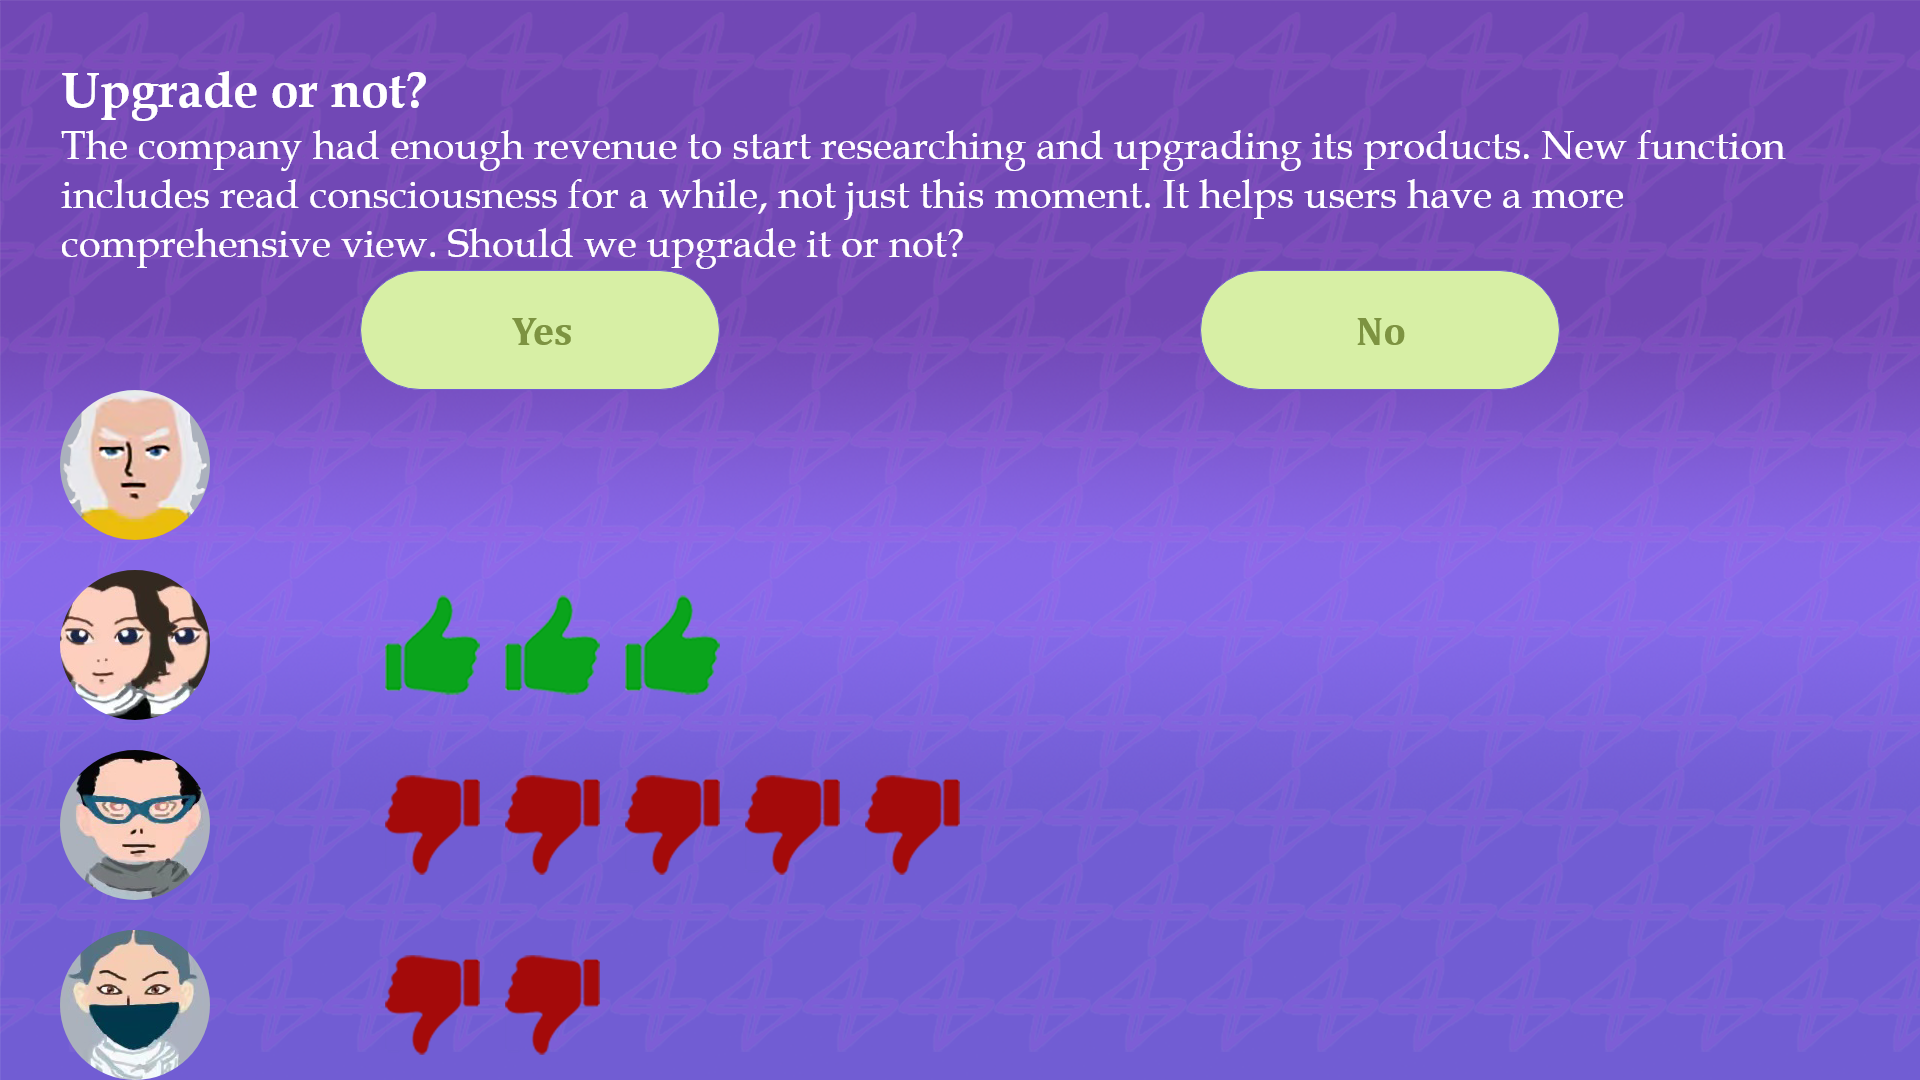 Upgrade or not?
The company had enough revenue to start researching and upgrading its products. New function
includes read consciousness for a while, not just this moment. It helps users have a more
comprehensive view. Should we upgrade it or not?
Yes
No